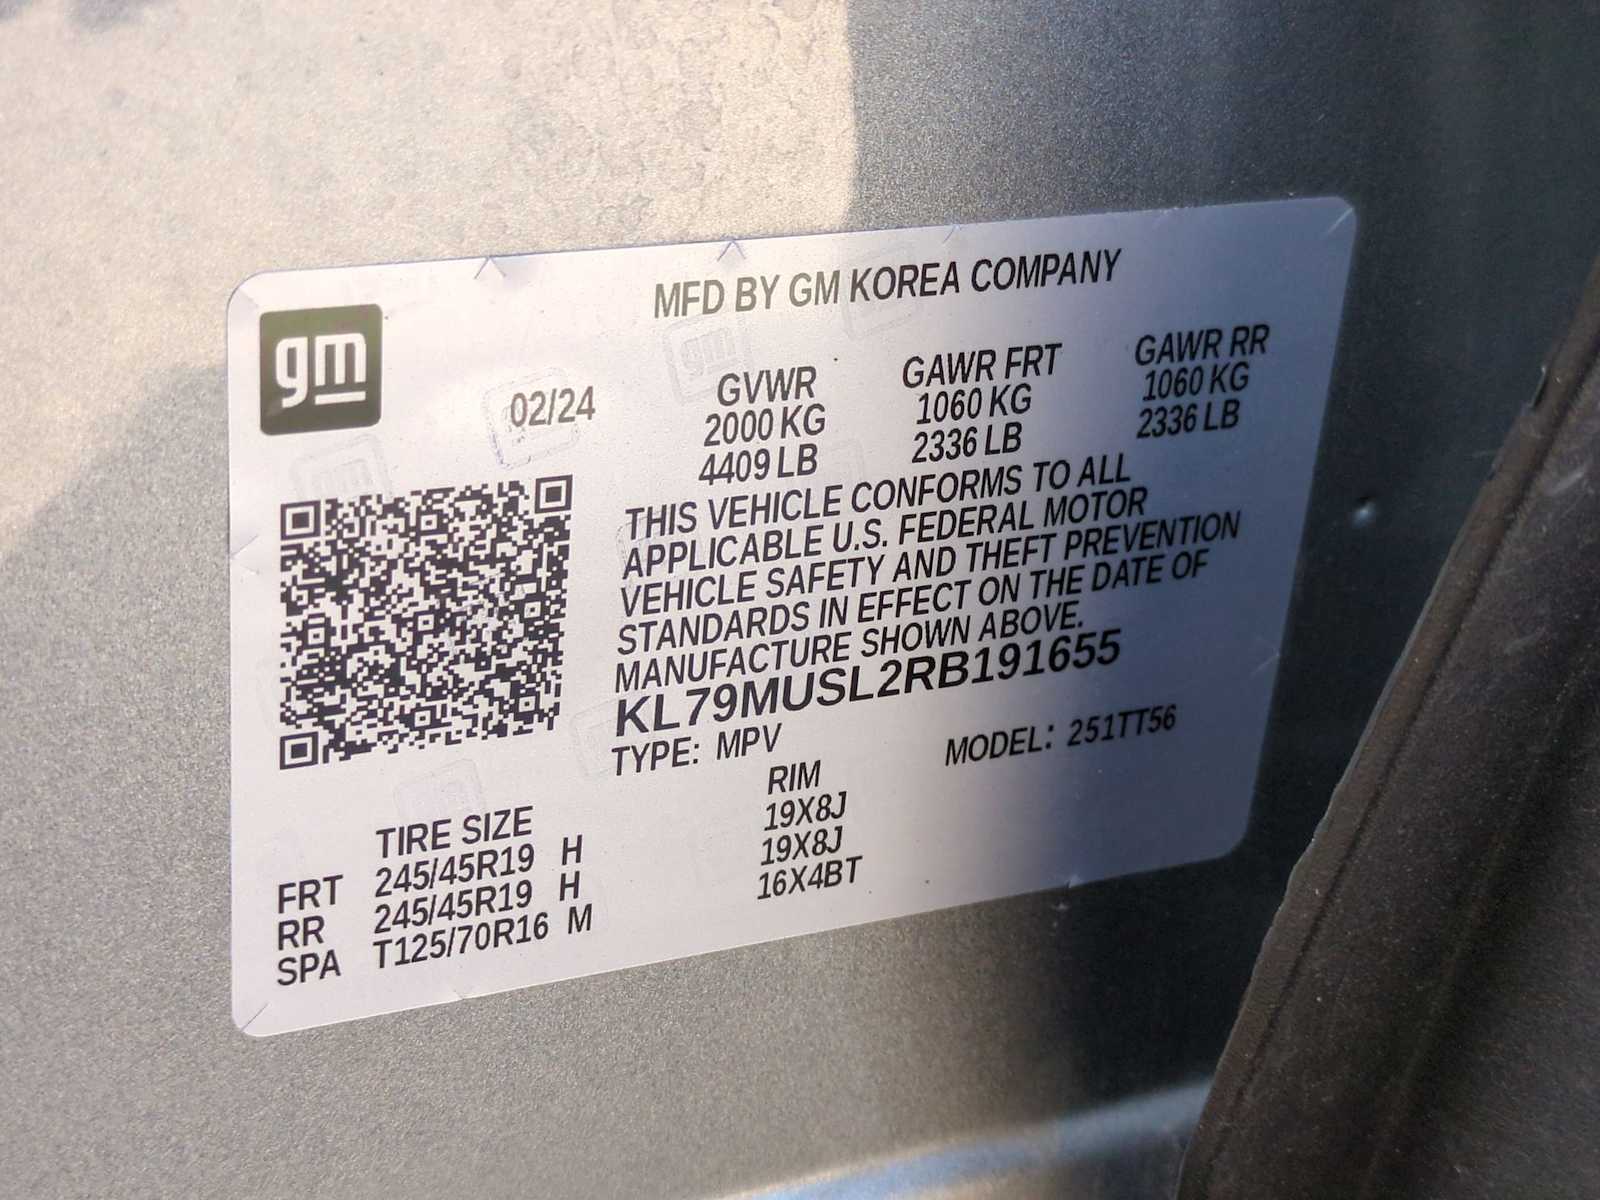 gm
MFD BY GM KOREA COMPANY
02/24 GVWR GAWR FRT GAWR RR
2000 KG 1060 KG 1060 KG
4409 LB 2336 LB 2336 LB
THIS VEHICLE CONFORMS TO ALL
APPLICABLE U.S. FEDERAL MOTOR
VEHICLE SAFETY AND THEFT PREVENTION
STANDARDS IN EFFECT ON THE DATE OF
MANUFACTURE SHOWN ABOVE.
KL79MUSL2RB191655
TYPE: MPV MODEL: 251TT56
TIRE SIZE RIM
FRT 245/45R19 H 19X8J
RR 245/45R19 H 19X8J
SPA T125/70R16 M 16X4BT